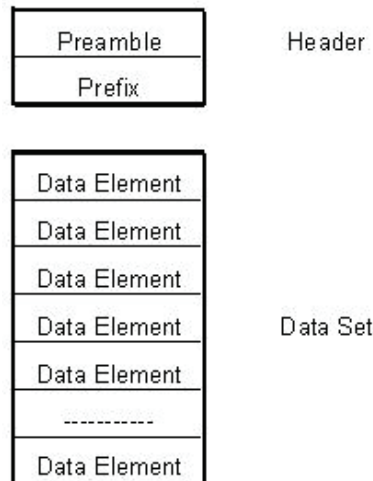 Preamble Header
Prefix
Data Element
Data Element
Data Element
Data Element Data Set
Data Element
-----------
Data Element